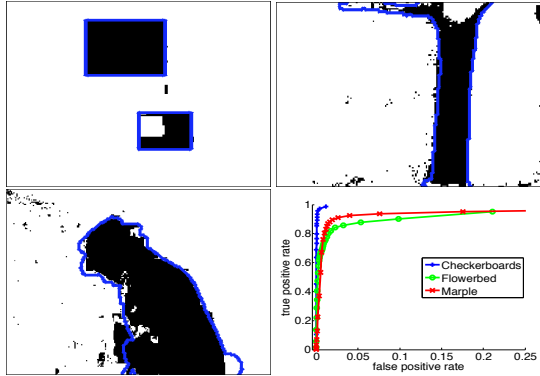 1
0.8
0.6
0.4
0.2
0
true positive rate
Checkerboards
Flowerbed
Marple
0 0.05 0.1 0.15 0.2 0.25
false positive rate